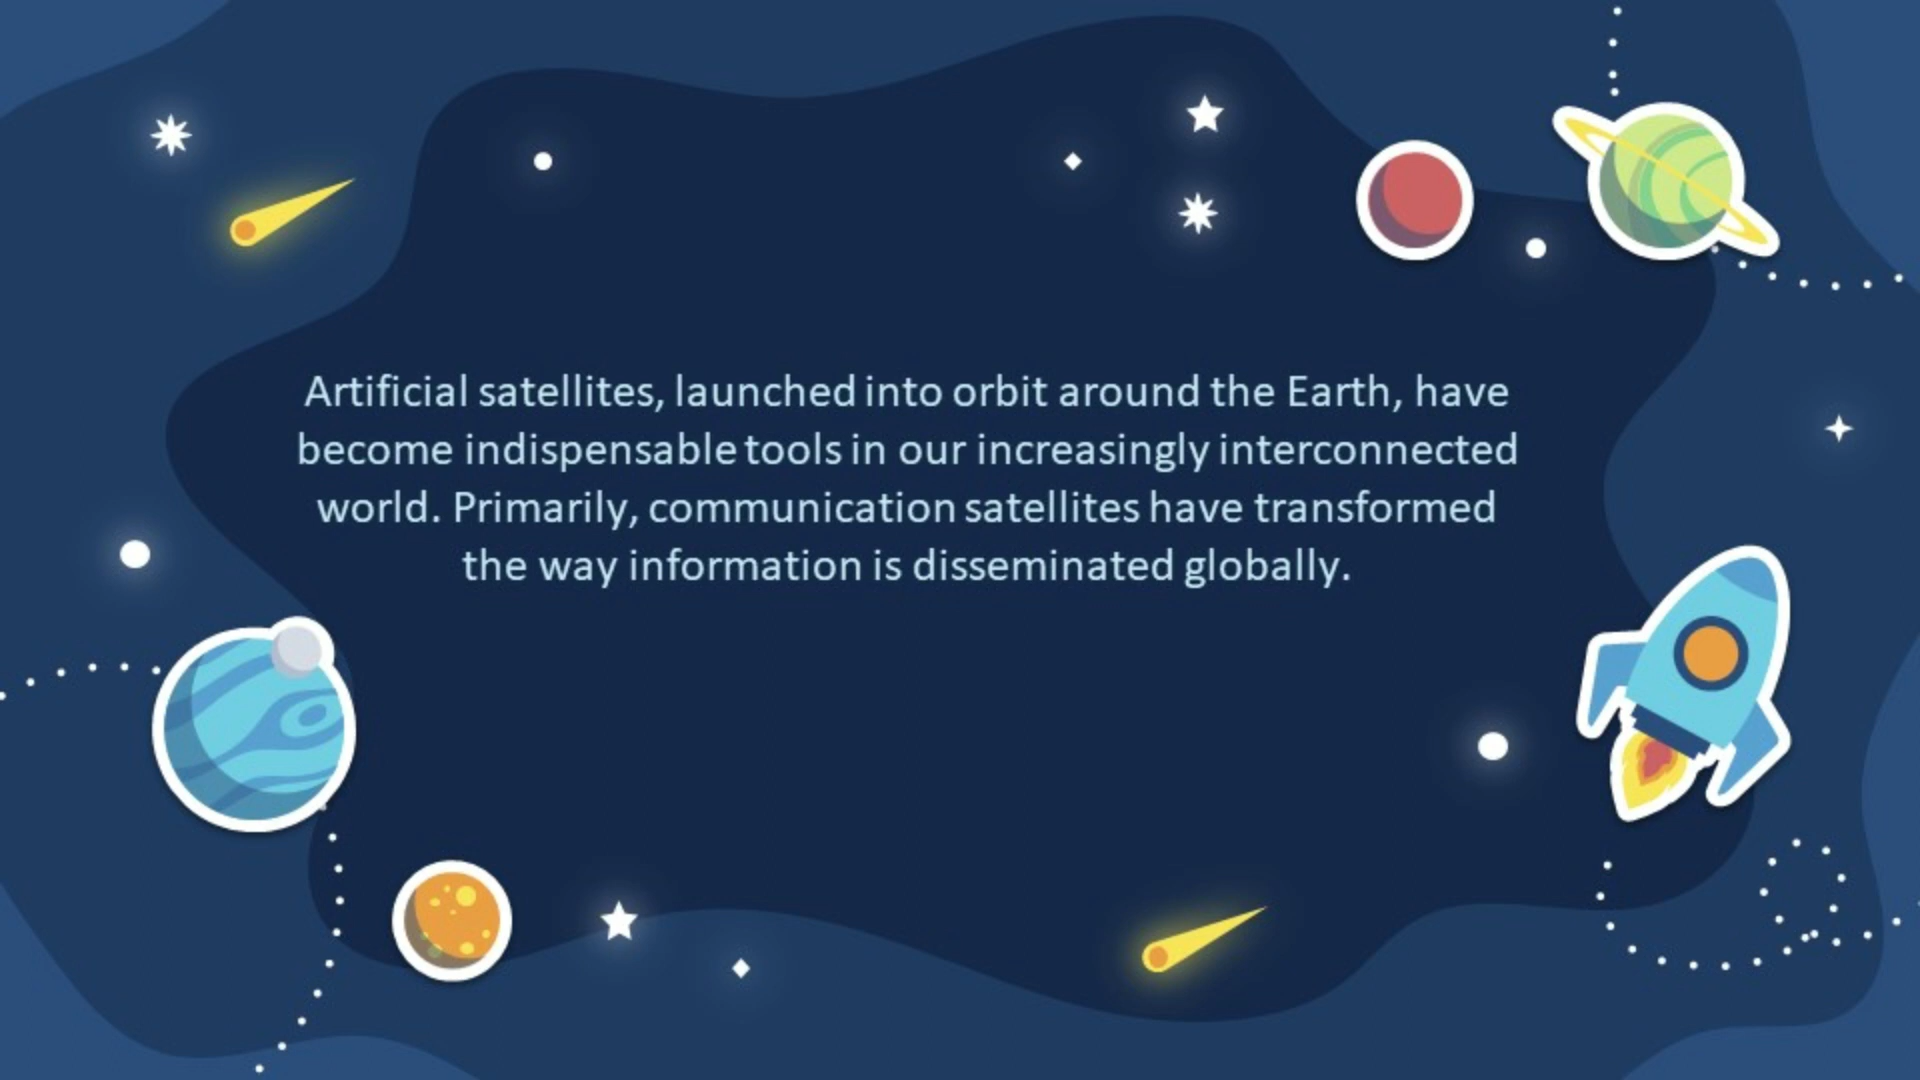 Artificial satellites, launched into orbit around the Earth, have
become indispensable tools in our increasingly interconnected
world. Primarily, communication satellites have transformed
the way information is disseminated globally.